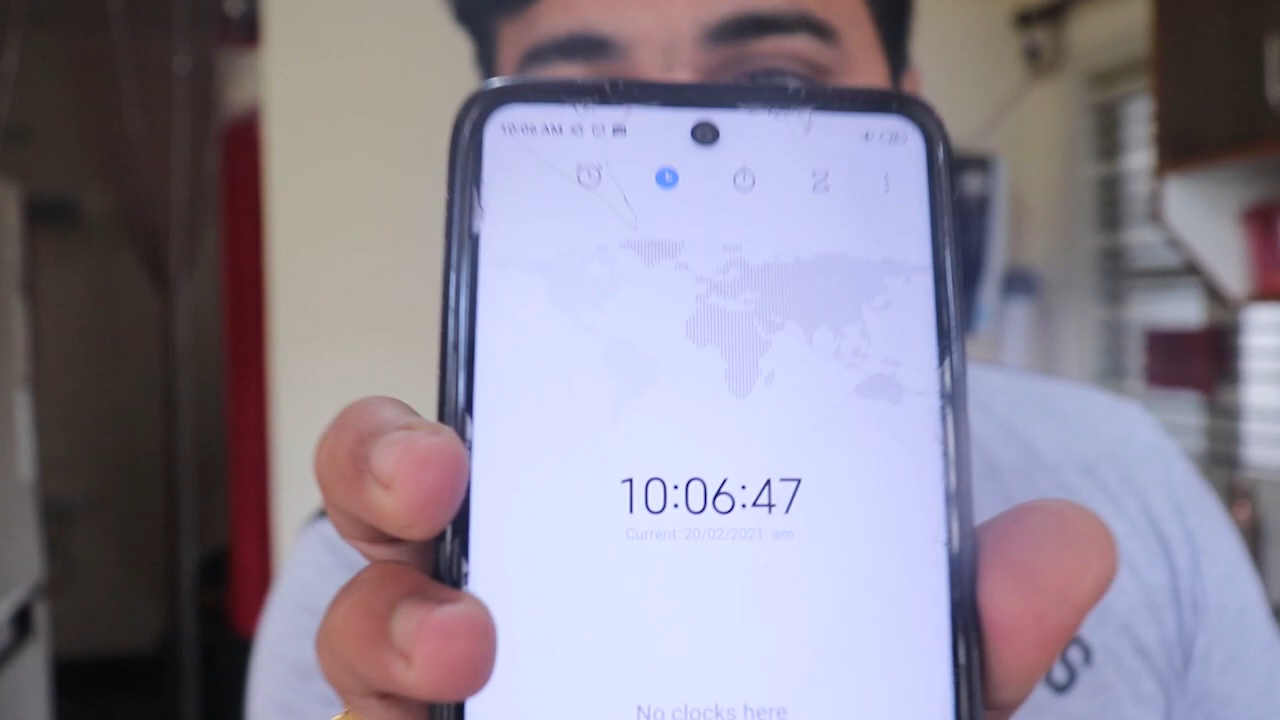 10:06 AM
10:06:47
Current: 20/02/2021 am
No clocks here
S